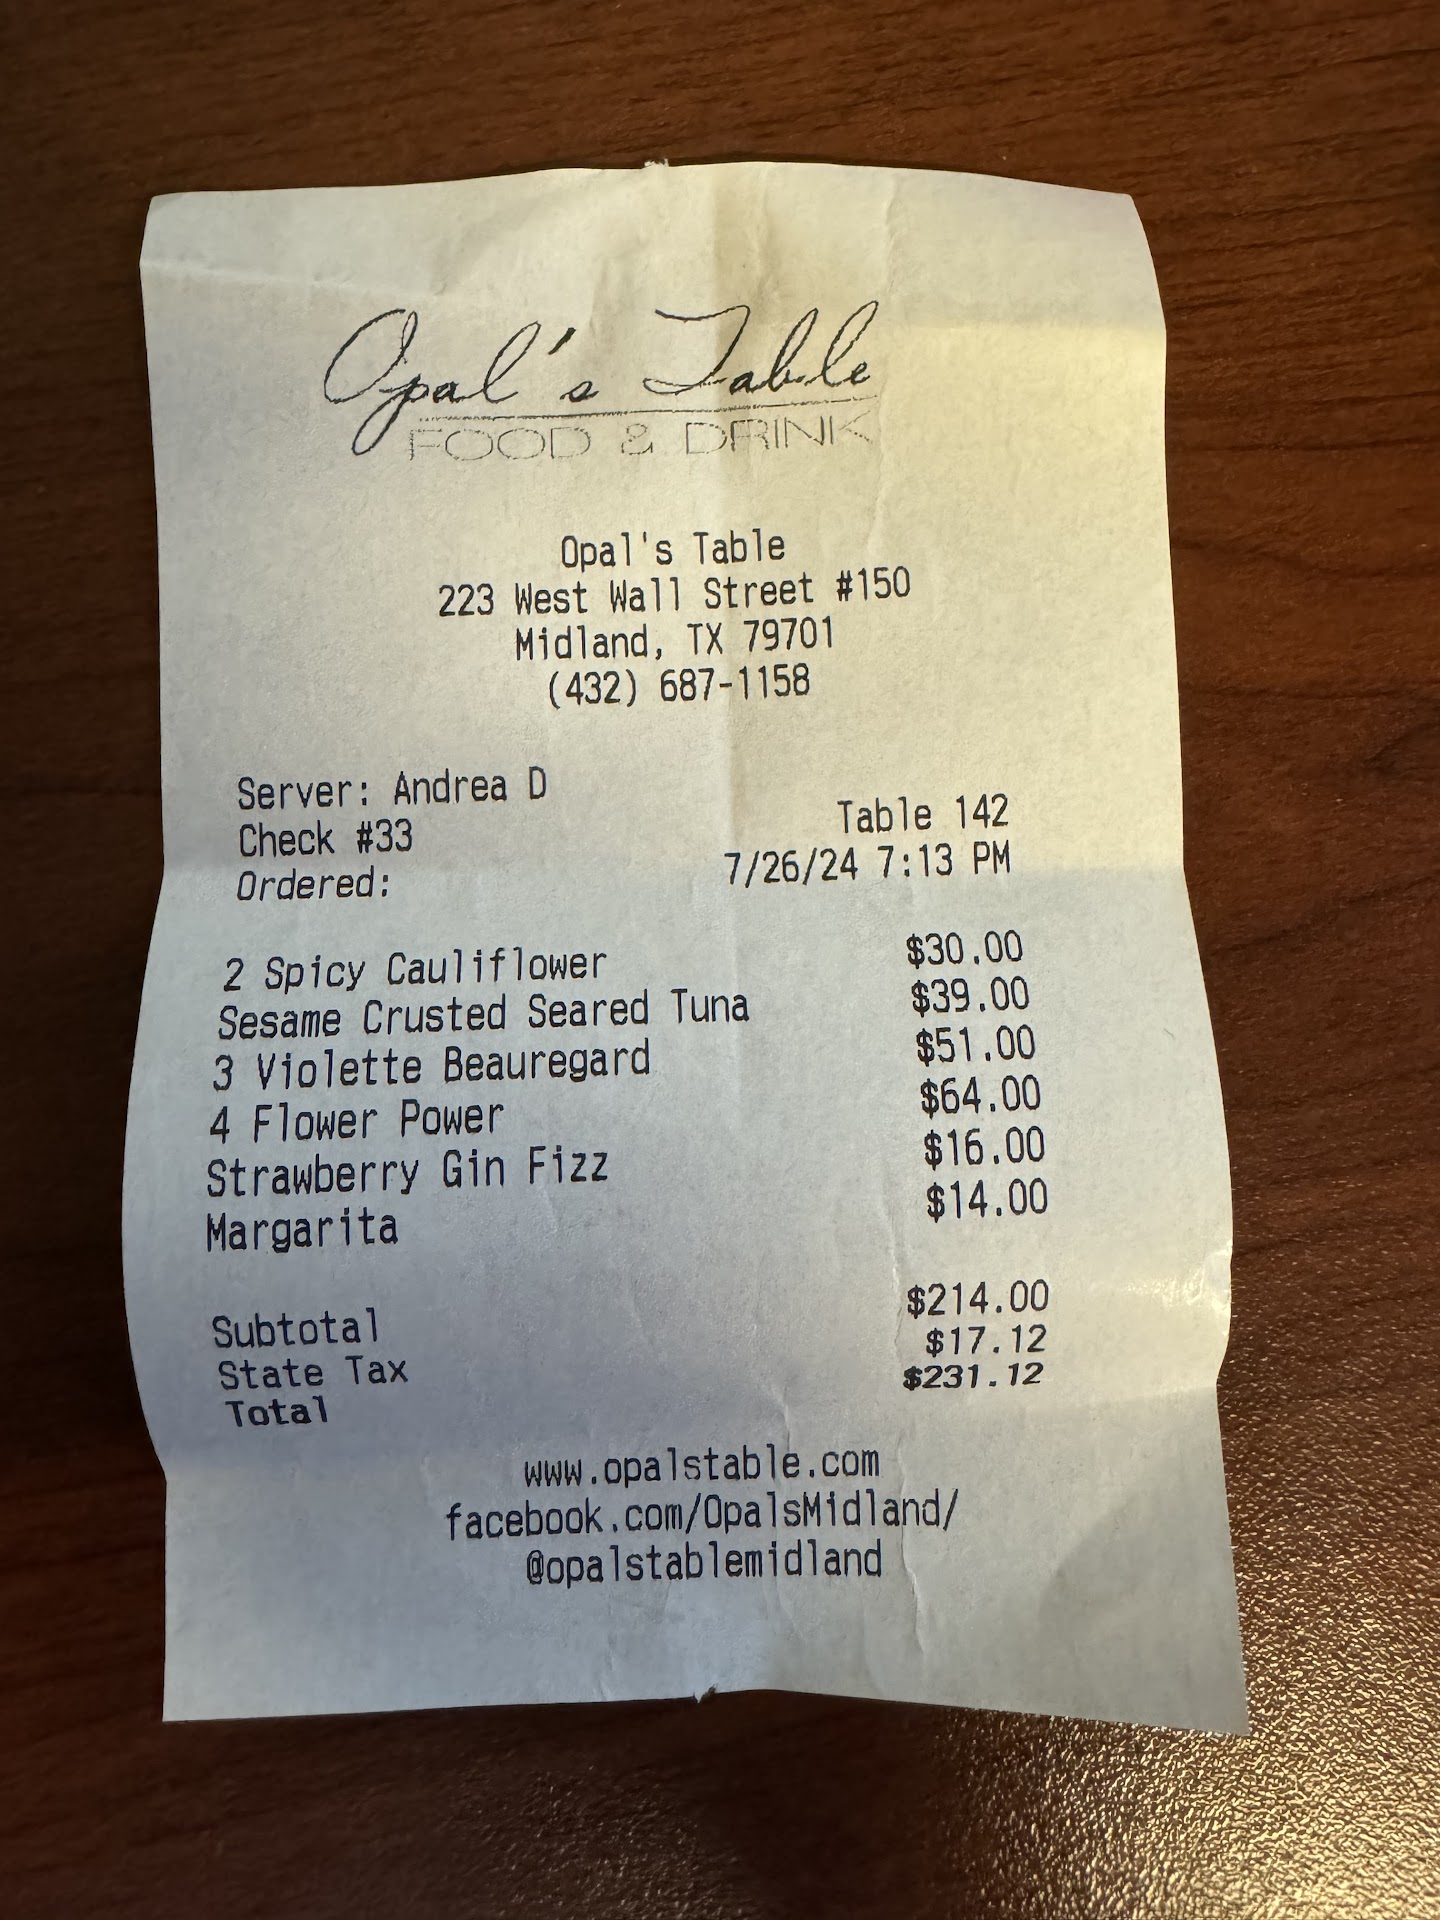 Opal's Table
FOOD & DRINK
Opal's Table
223 West Wall Street #150
Midland, TX 79701
(432) 687-1158
Server: Andrea D
Check #33 Table 142
Ordered: 7/26/24 7:13 PM
2 Spicy Cauliflower $30.00
Sesame Crusted Seared Tuna $39.00
3 Violette Beauregard $51.00
4 Flower Power $64.00
Strawberry Gin Fizz $16.00
Margarita $14.00
Subtotal $214.00
State Tax $17.12
Total $231.12
www.opalstable.com
facebook.com/OpalsMidland/
@opalstablemidland